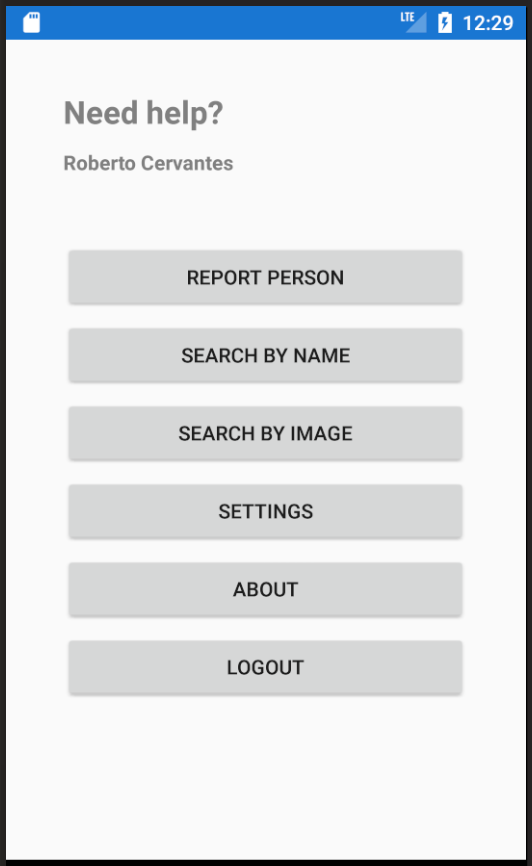 LTE 12:29
Need help?
Roberto Cervantes
REPORT PERSON
SEARCH BY NAME
SEARCH BY IMAGE
SETTINGS
ABOUT
LOGOUT